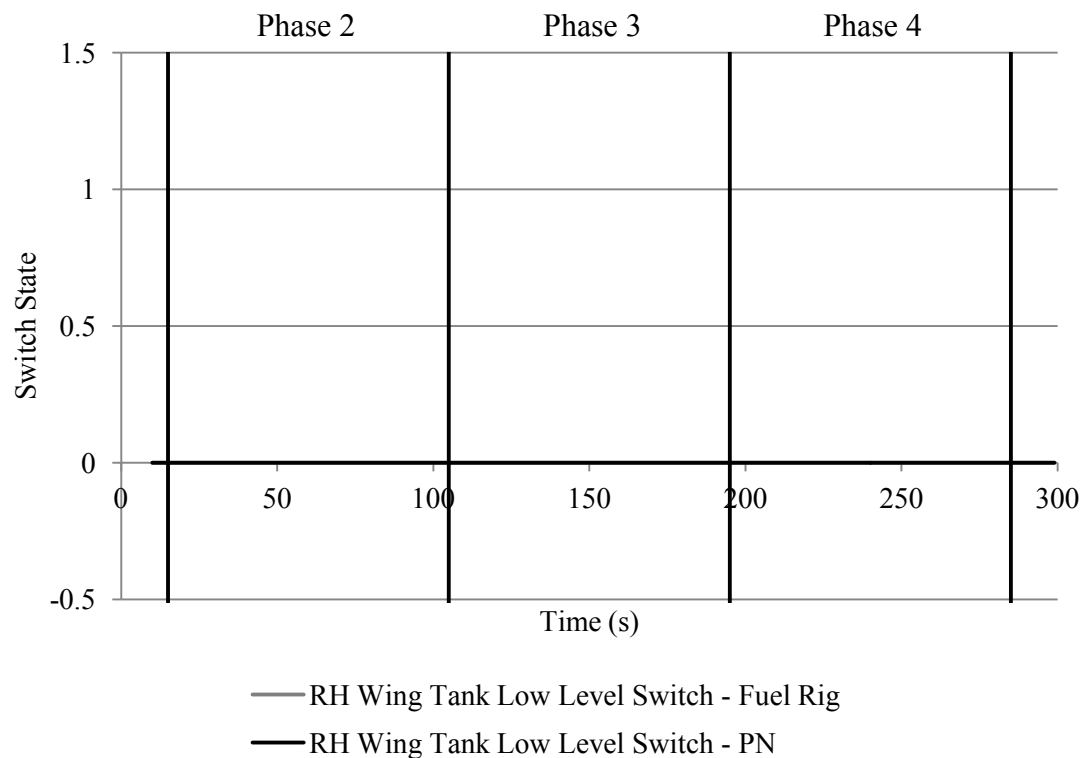 Phase 2 Phase 3 Phase 4
1.5
1
0.5
0
-0.5
Switch State
0 50 100 150 200 250 300
Time (s)
RH Wing Tank Low Level Switch - Fuel Rig
RH Wing Tank Low Level Switch - PN